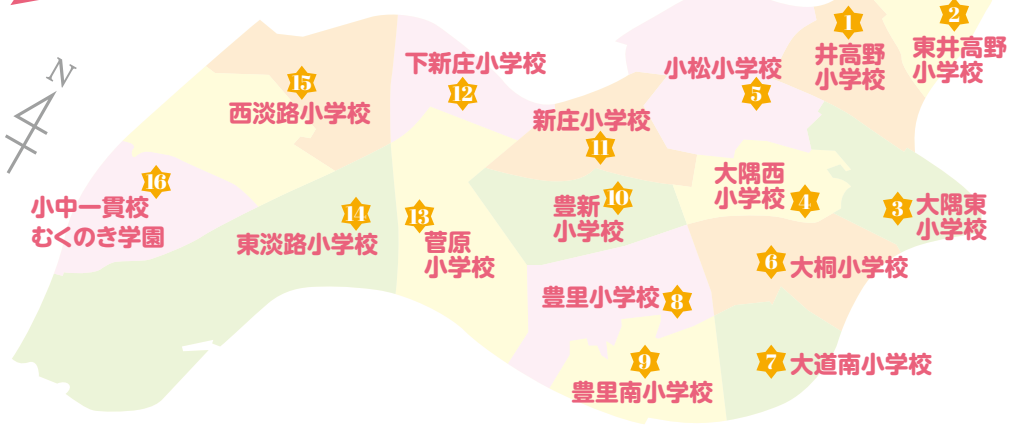 N
1
井高野
小学校
2
東井高野
小学校
下新庄小学校
12
小松小学校
5
15
西淡路小学校
新庄小学校
11
大隅西
小学校
4
3
大隅東
小学校
16
小中一貫校
むくのき学園
14
東淡路小学校
13
菅原
小学校
10
豊新
小学校
6
大桐小学校
豊里小学校
8
9
豊里南小学校
7
大道南小学校